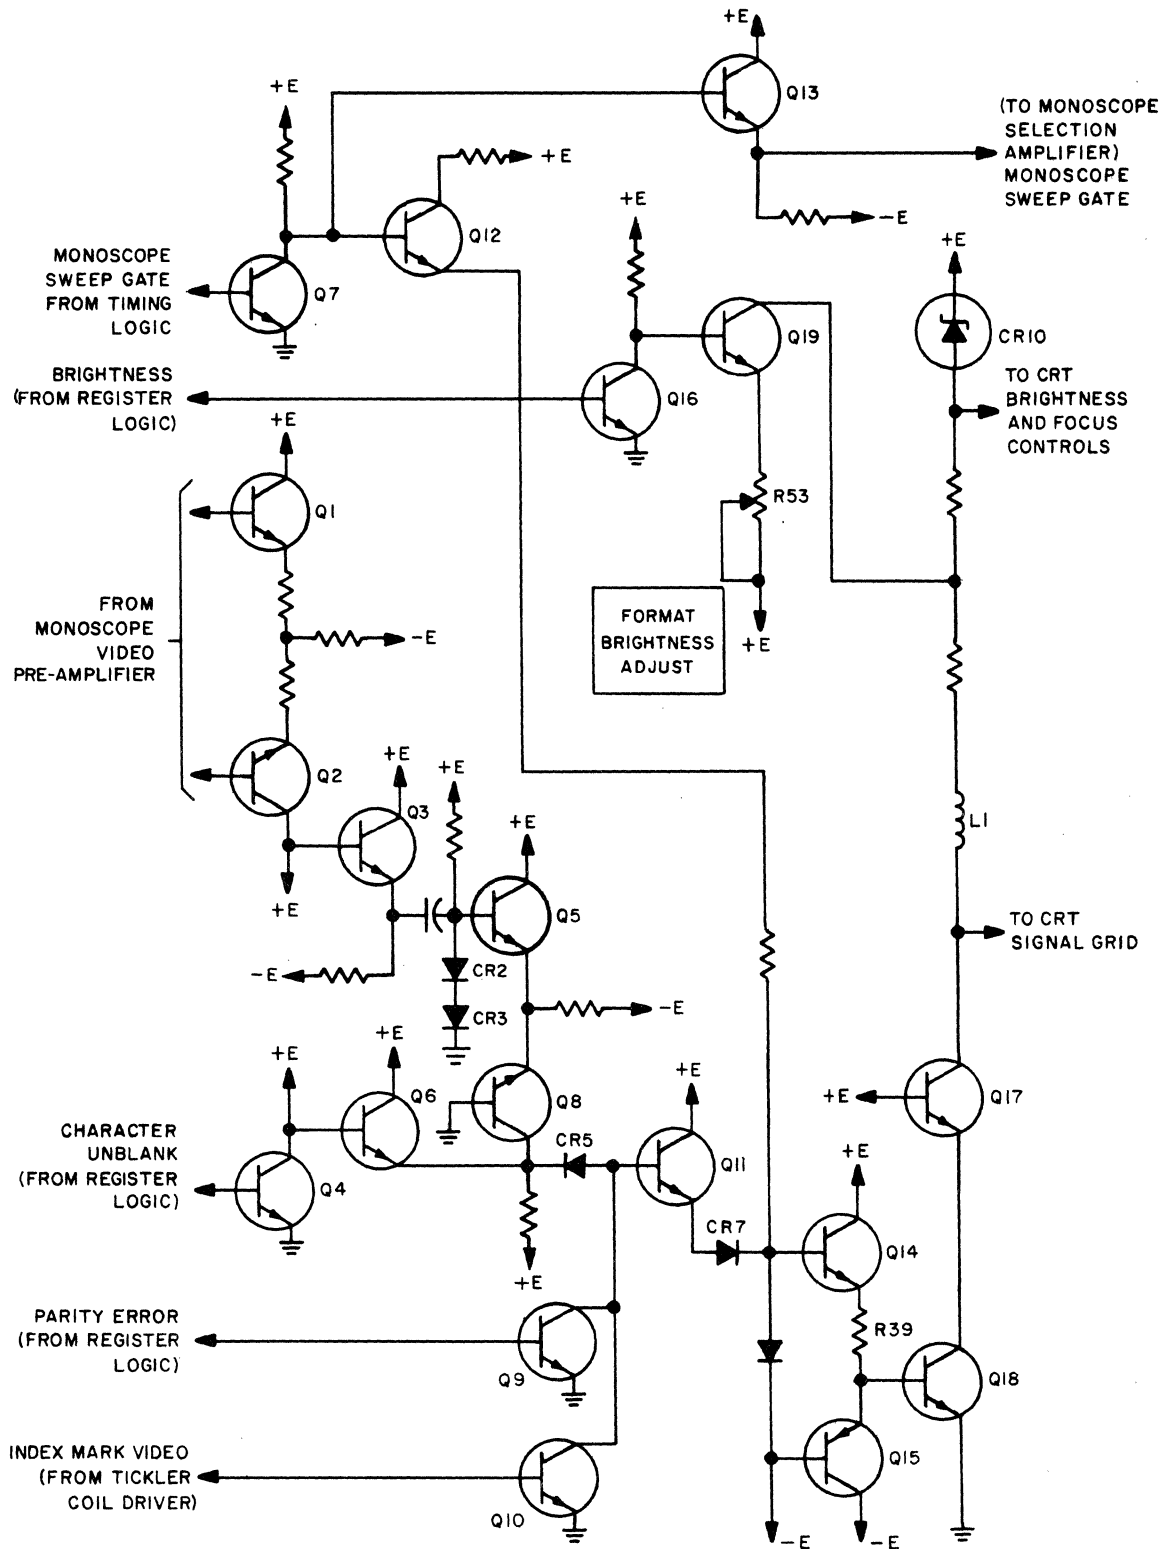 +E
Q13
(TO MONOSCOPE
SELECTION
AMPLIFIER)
MONOSCOPE
SWEEP GATE
+E
+E
Q12
-E
+E
+E
MONOSCOPE
SWEEP GATE
FROM TIMING
LOGIC
Q7
Q19
CR10
BRIGHTNESS
(FROM REGISTER
LOGIC)
Q16
TO CRT
BRIGHTNESS
AND FOCUS
CONTROLS
+E
Q1
R53
FROM
MONOSCOPE
VIDEO
PRE-AMPLIFIER
-E
FORMAT
BRIGHTNESS
ADJUST
+E
Q2
+E
+E
Q3
+E
L1
+E
Q5
TO CRT
SIGNAL GRID
-E
CR2
CR3
-E
+E
+E
Q6
Q8
+E
+E
Q17
CHARACTER
UNBLANK
(FROM REGISTER
LOGIC)
Q4
CR5
Q11
+E
CR7
Q14
+E
PARITY ERROR
(FROM REGISTER
LOGIC)
Q9
R39
Q18
INDEX MARK VIDEO
(FROM TICKLER
COIL DRIVER)
Q10
Q15
-E
-E